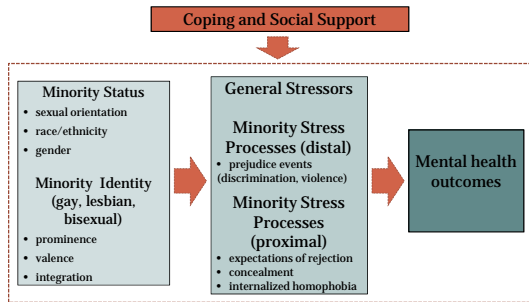 Coping and Social Support
Minority Status
• sexual orientation
• race/ethnicity
• gender
Minority Identity
(gay, lesbian,
bisexual)
• prominence
• valence
• integration
General Stressors
Minority Stress
Processes (distal)
• prejudice events
(discrimination, violence)
Minority Stress
Processes
(proximal)
• expectations of rejection
• concealment
• internalized homophobia
Mental health
outcomes